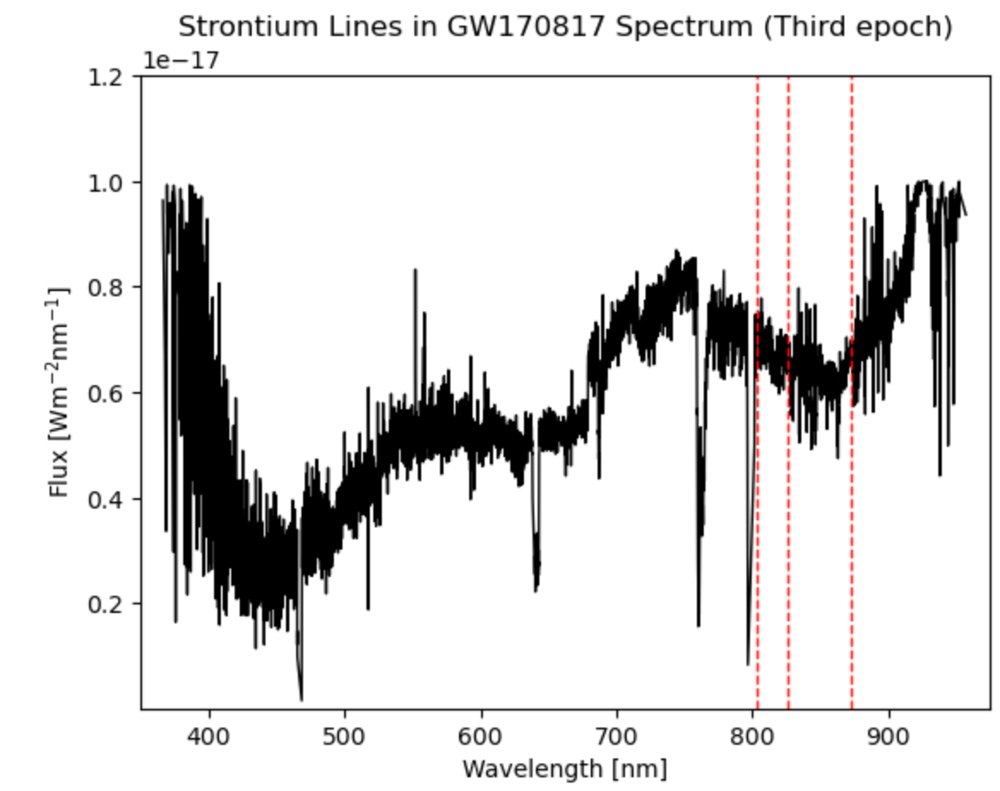 Strontium Lines in GW170817 Spectrum (Third epoch)
1e−17
1.2
1.0
0.8
0.6
0.4
0.2
Flux [Wm⁻²nm⁻¹]
400 500 600 700 800 900
Wavelength [nm]